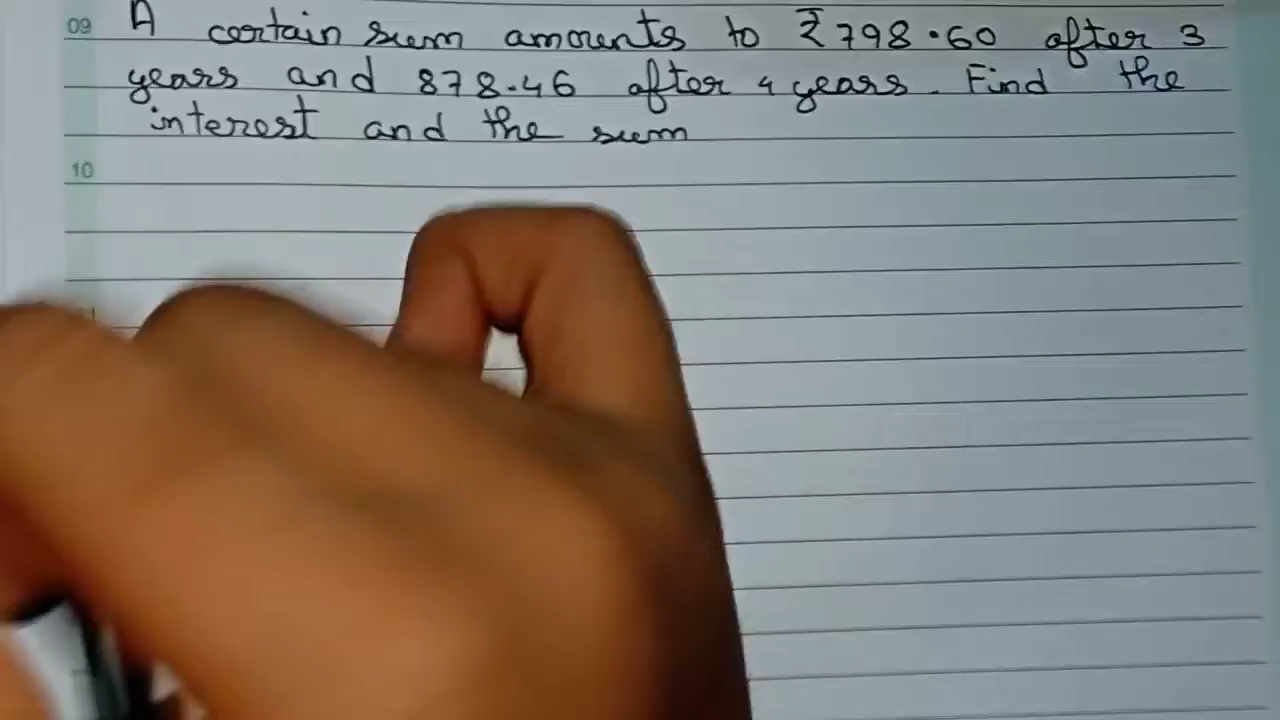 09 A certain sum amounts to ₹798.60 after 3
years and 878.46 after 4 years. Find the
interest and the sum
10